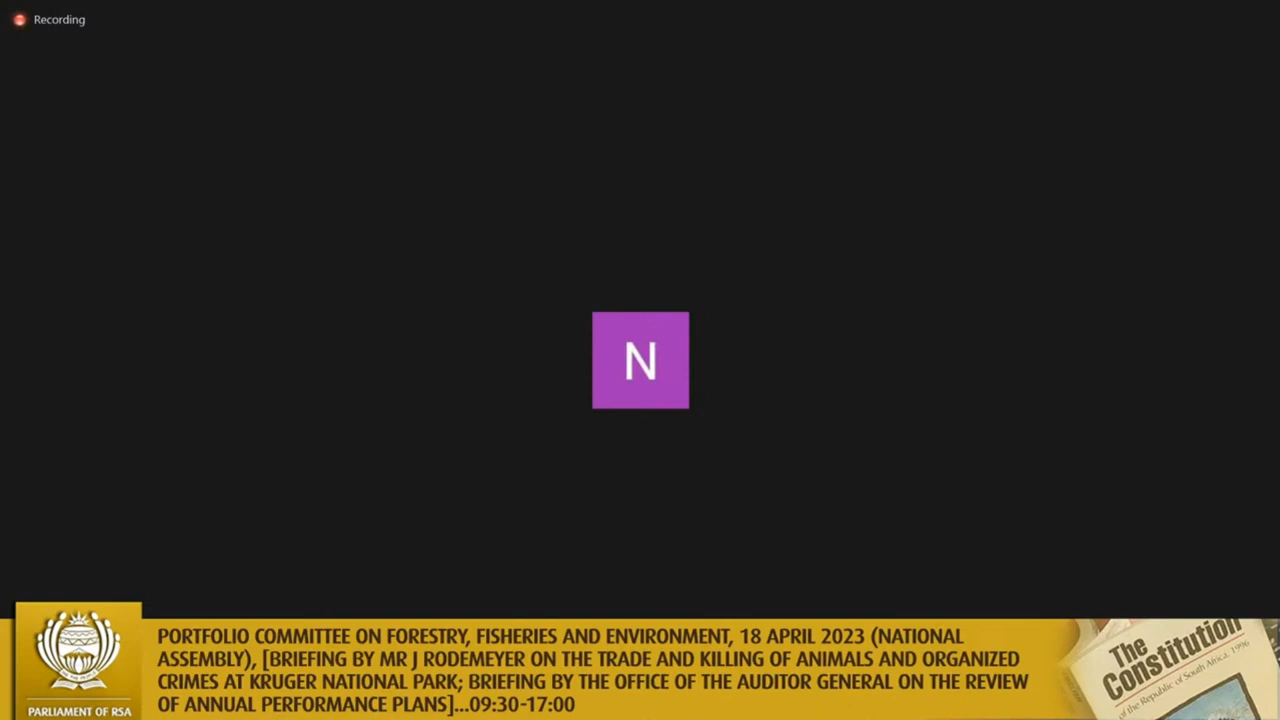 Recording
N
PORTFOLIO COMMITTEE ON FORESTRY, FISHERIES AND ENVIRONMENT, 18 APRIL 2023 (NATIONAL
ASSEMBLY), [BRIEFING BY MR J RODEMEYER ON THE TRADE AND KILLING OF ANIMALS AND ORGANIZED
CRIMES AT KRUGER NATIONAL PARK; BRIEFING BY THE OFFICE OF THE AUDITOR GENERAL ON THE REVIEW
OF ANNUAL PERFORMANCE PLANS]...09:30-17:00
PARLIAMENT OF RSA
The
Constitution
of the Republic of South Africa, 1996